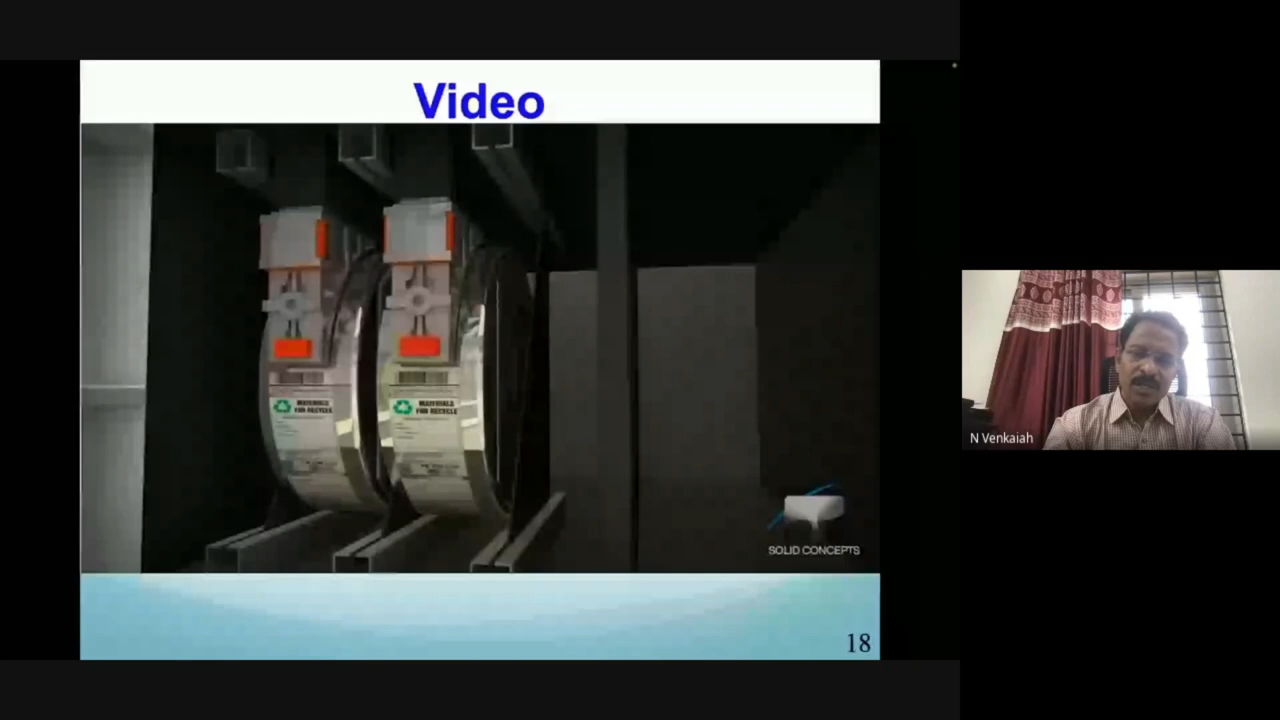 Video
MATERIALS
FOR RECYCLE
MATERIALS
FOR RECYCLE
SOLID CONCEPTS
18
N Venkaiah